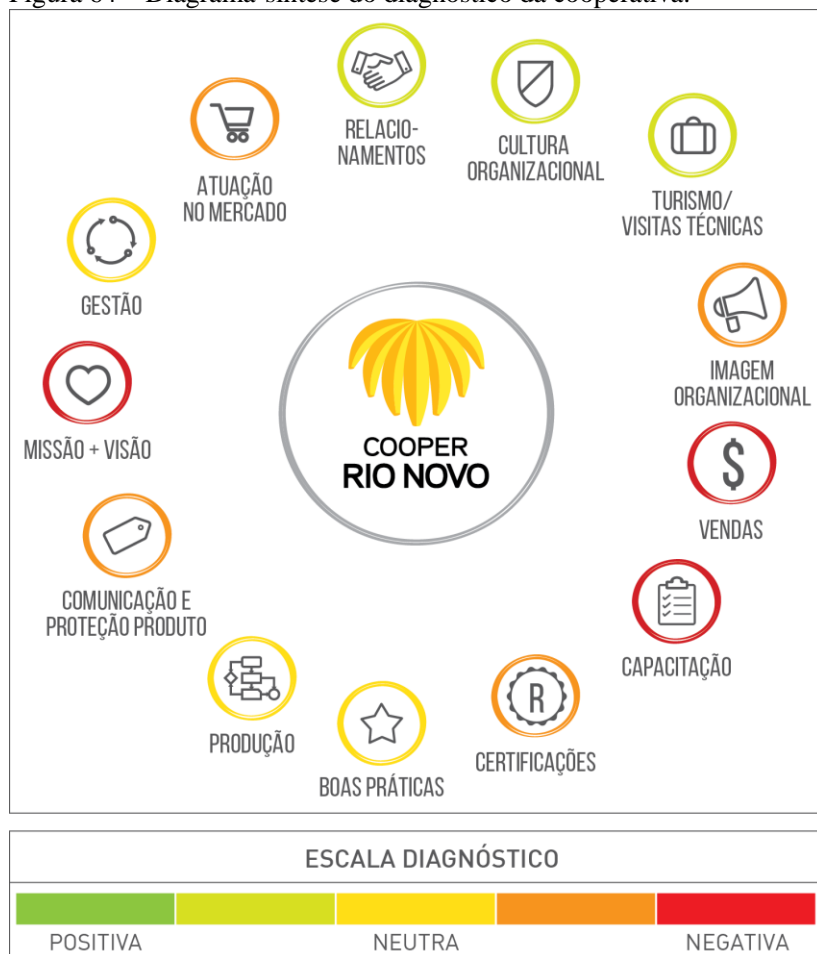 Figura 64 – Diagrama-síntese do diagnóstico da cooperativa.
RELACIO-
NAMENTOS
CULTURA
ORGANIZACIONAL
ATUAÇÃO
NO MERCADO
TURISMO/
VISITAS TÉCNICAS
GESTÃO
IMAGEM
ORGANIZACIONAL
MISSÃO + VISÃO
COOPER
RIO NOVO
$
VENDAS
COMUNICAÇÃO E
PROTEÇÃO PRODUTO
CAPACITAÇÃO
PRODUÇÃO
BOAS PRÁTICAS
R
CERTIFICAÇÕES
ESCALA DIAGNÓSTICO
POSITIVA
NEUTRA
NEGATIVA